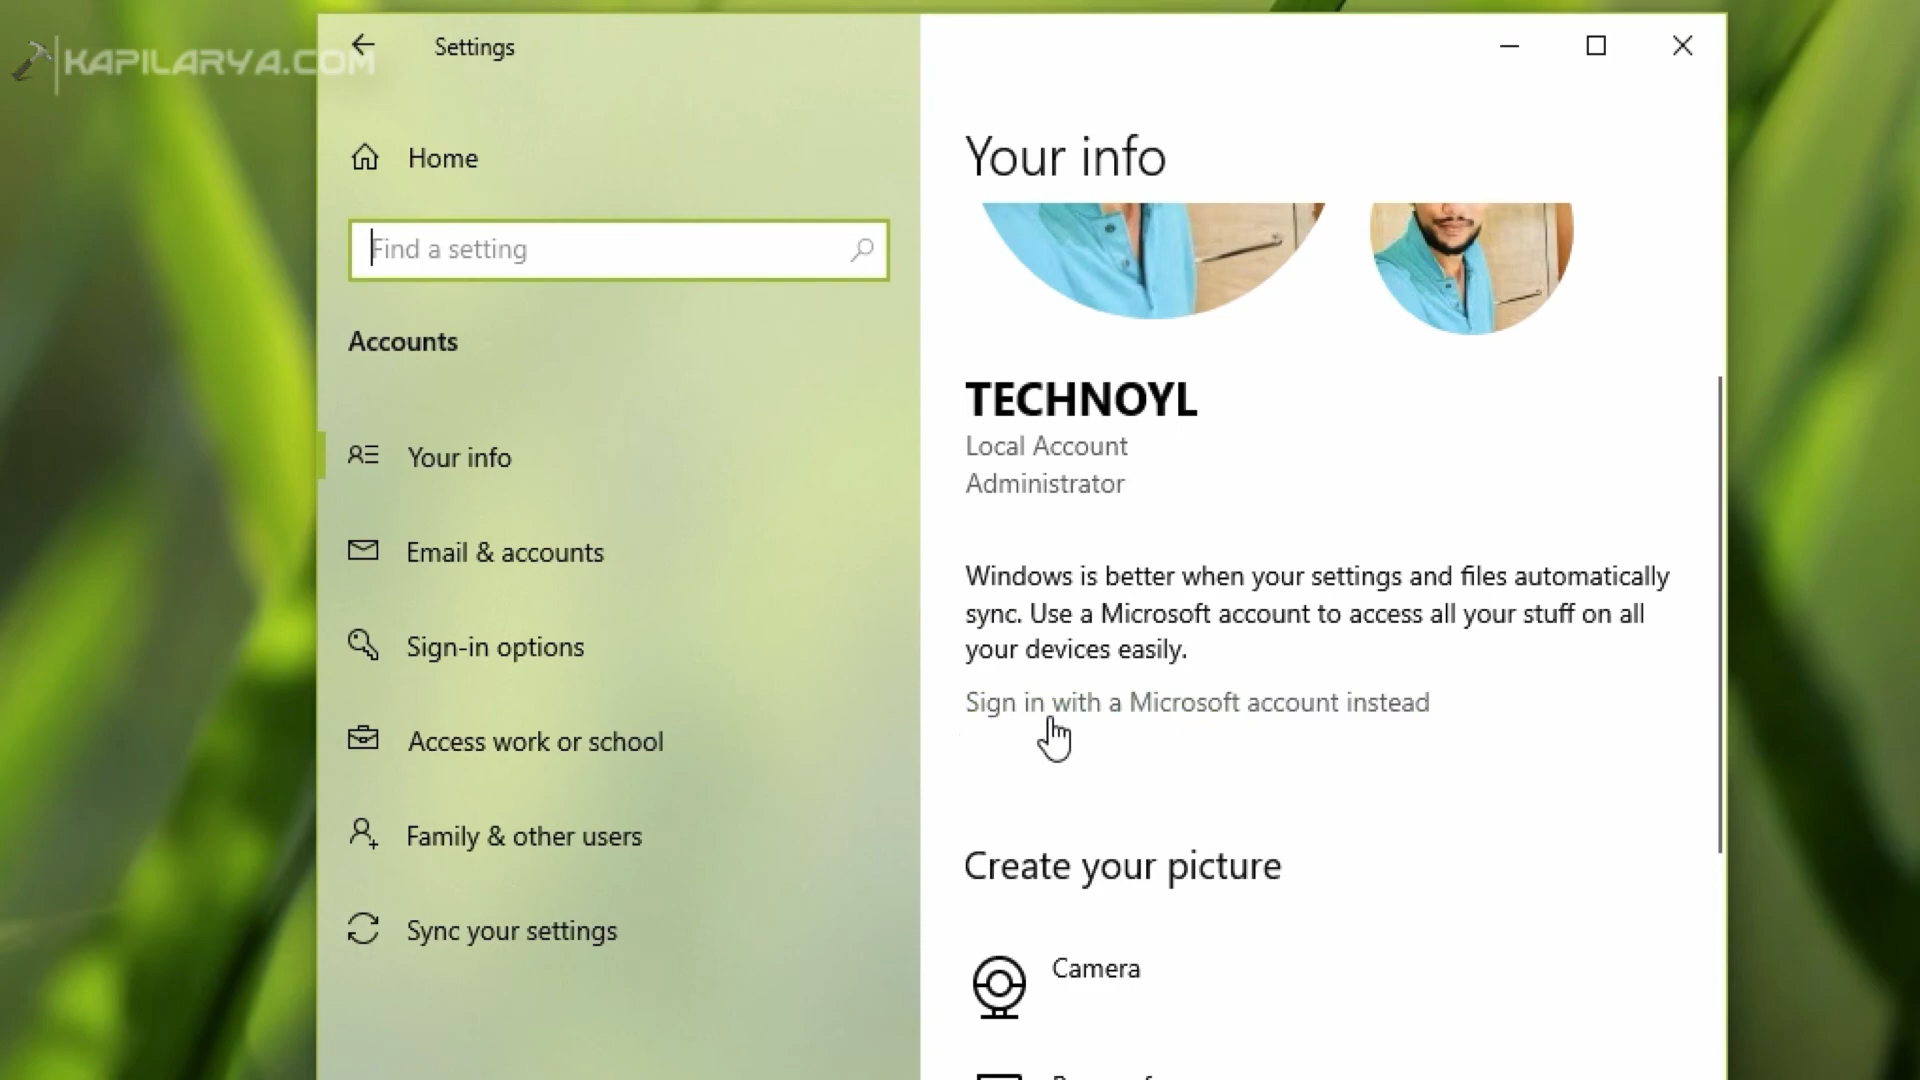 KAPILARYA.COM
Settings
Home
Find a setting
Accounts
Your info
Email & accounts
Sign-in options
Access work or school
Family & other users
Sync your settings
Your info
TECHNOYL
Local Account
Administrator
Windows is better when your settings and files automatically
sync. Use a Microsoft account to access all your stuff on all
your devices easily.
Sign in with a Microsoft account instead
Create your picture
Camera